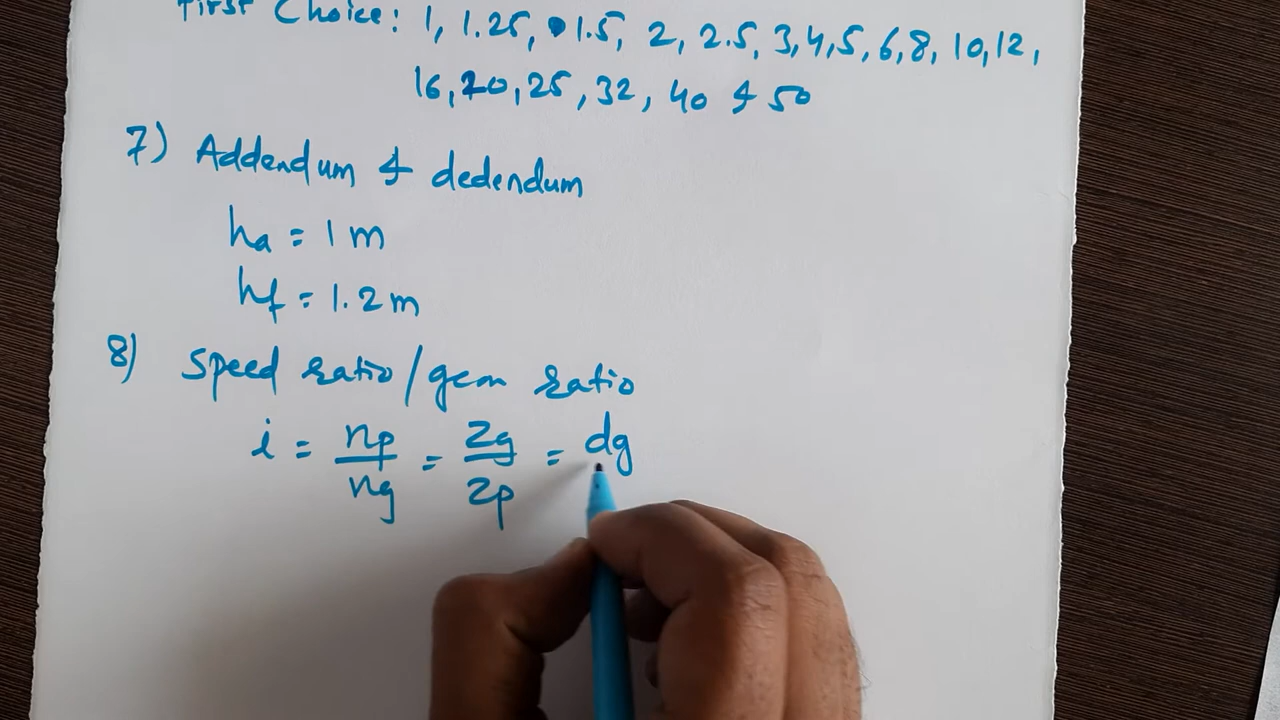 First Choice: 1, 1.25, 1.5, 2, 2.5, 3, 4, 5, 6, 8, 10, 12,
16, 20, 25, 32, 40 & 50
7) Addendum & dedendum
ha = 1 m
hf = 1.2 m
8) Speed ratio/gear ratio
i = np/ng = zg/zp = dg